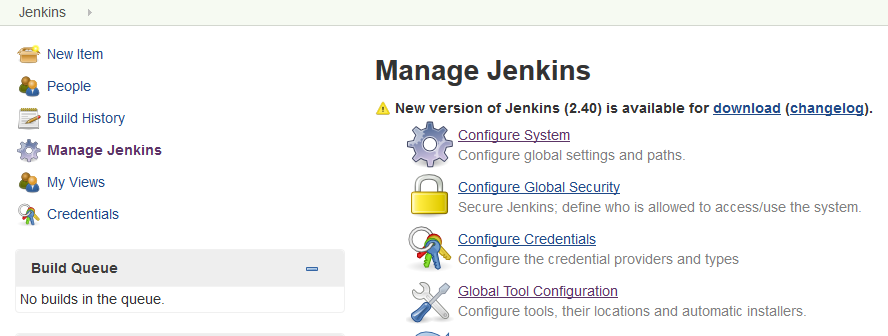 Jenkins
New Item
People
Build History
Manage Jenkins
My Views
Credentials
Build Queue
No builds in the queue.
Manage Jenkins
New version of Jenkins (2.40) is available for download (changelog).
Configure System
Configure global settings and paths.
Configure Global Security
Secure Jenkins; define who is allowed to access/use the system.
Configure Credentials
Configure the credential providers and types
Global Tool Configuration
Configure tools, their locations and automatic installers.